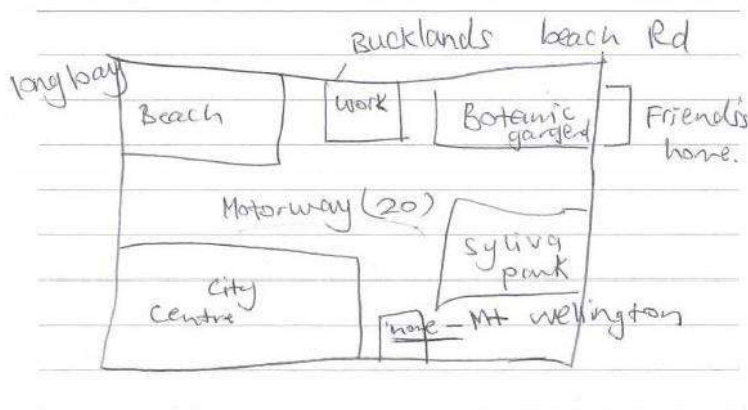 Bucklands beach Rd
long bay
Beach
work
Botanic
garden
Friend's
home.
Motorway (20)
Syliva
park
City
Centre
home – Mt wellington